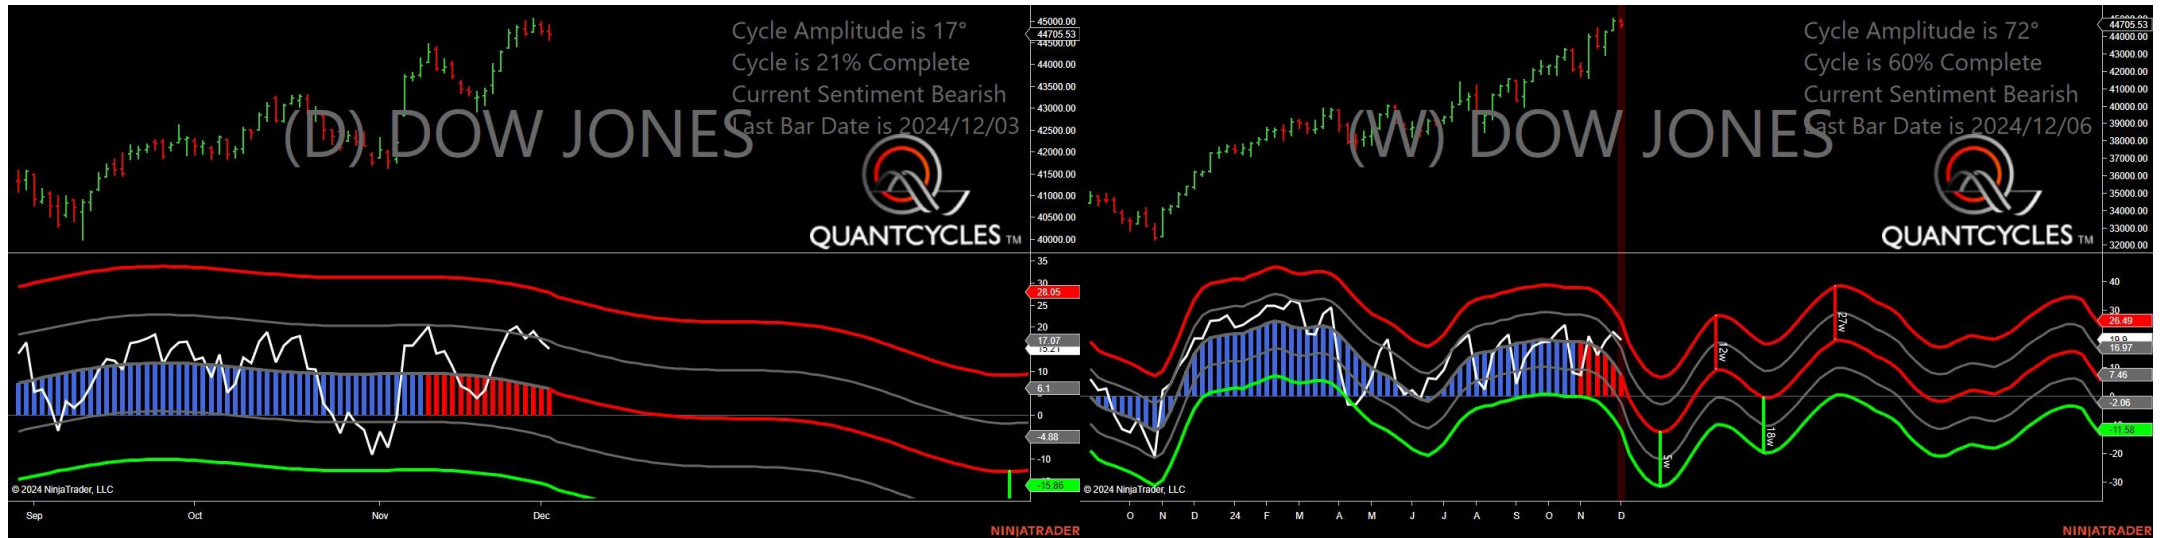 Cycle Amplitude is 17°
Cycle is 21% Complete
Current Sentiment Bearish
Last Bar Date is 2024/12/03
(D) DOW JONES
QUANTCYCLES TM
45000.00
44705.53
44500.00
44000.00
43500.00
43000.00
42500.00
42000.00
41500.00
41000.00
40500.00
40000.00
35
30
28.05
25
20
17.07
15.21
10
6.1
5
0
-4.88
-10
-15.86
© 2024 NinjaTrader, LLC
Sep Oct Nov Dec
NINJATRADER
Cycle Amplitude is 72°
Cycle is 60% Complete
Current Sentiment Bearish
Last Bar Date is 2024/12/06
(W) DOW JONES
QUANTCYCLES TM
44705.53
44000.00
43000.00
42000.00
41000.00
40000.00
39000.00
38000.00
37000.00
36000.00
35000.00
34000.00
33000.00
32000.00
40
30
26.49
19.9
16.97
10
7.46
-2.06
-11.58
-20
-30
5w
12w
18w
27w
© 2024 NinjaTrader, LLC
O N D 24 F M A M J J A S O N D
NINJATRADER